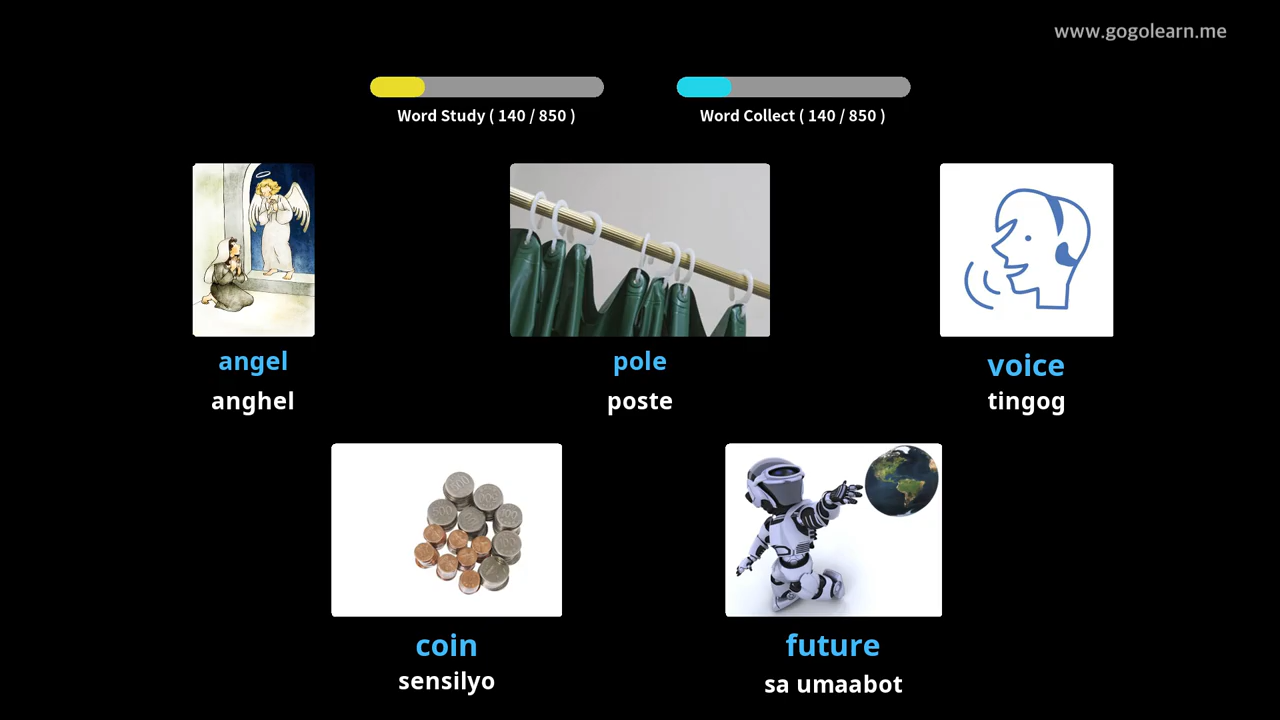 www.gogolearn.me
Word Study ( 140 / 850 )
Word Collect ( 140 / 850 )
angel
anghel
pole
poste
voice
tingog
coin
sensilyo
future
sa umaabot